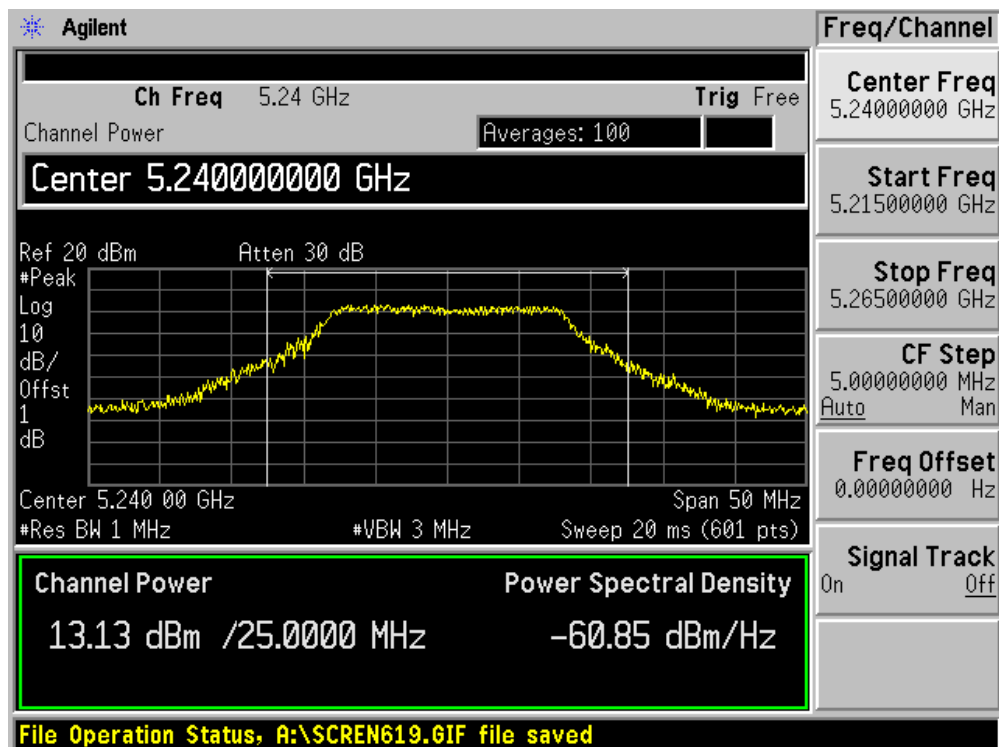 Agilent
Freq/Channel
Ch Freq 5.24 GHz Trig Free
Channel Power Averages: 100
Center 5.240000000 GHz
Ref 20 dBm Atten 30 dB
#Peak
Log
10
dB/
Offst
1
dB
Center 5.240 00 GHz Span 50 MHz
#Res BW 1 MHz #VBW 3 MHz Sweep 20 ms (601 pts)
Channel Power Power Spectral Density
13.13 dBm /25.0000 MHz -60.85 dBm/Hz
Center Freq
5.24000000 GHz
Start Freq
5.21500000 GHz
Stop Freq
5.26500000 GHz
CF Step
5.00000000 MHz
Auto Man
Freq Offset
0.00000000 Hz
Signal Track
On Off
File Operation Status, A:\SCREN619.GIF file saved